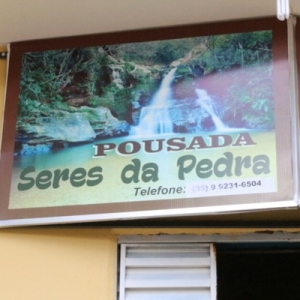 POUSADA
Seres da Pedra
Telefone: (33) 9 9231-6504